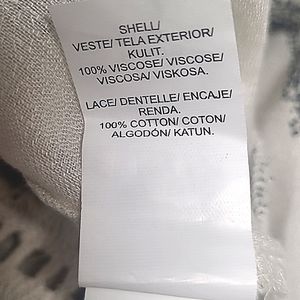 SHELL/
VESTE/ TELA EXTERIOR/
KULIT.
100% VISCOSE/ VISCOSE/
VISCOSA/ VISKOSA.
LACE/ DENTELLE/ ENCAJE/
RENDA.
100% COTTON/ COTON/
ALGODÓN/ KATUN.